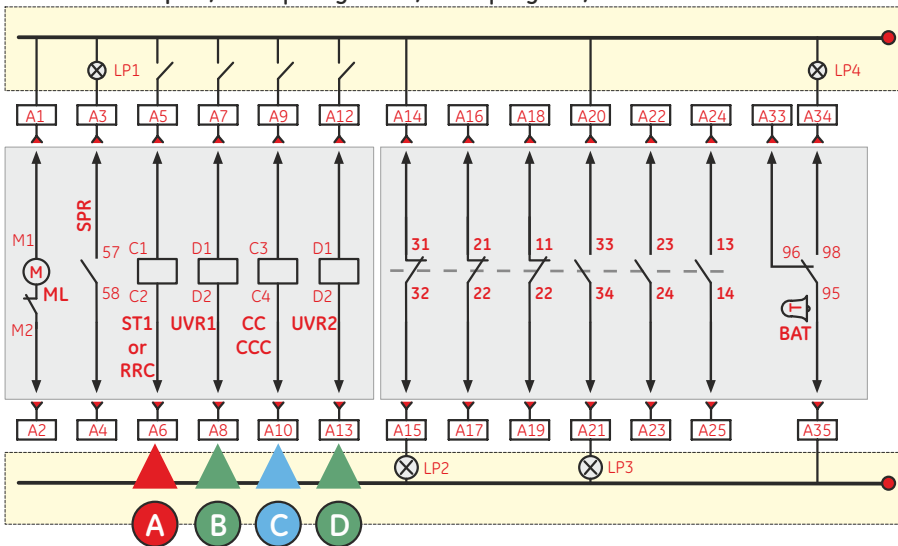 LP1 LP4
A1 A3 A5 A7 A9 A12 A14 A16 A18 A20 A22 A24 A33 A34
SPR
M1 57 C1 D1 C3 D1 31 21 11 33 23 13 96 98
M
ML 58 C2 D2 C4 D2 32 22 22 34 24 14 T 95
M2 ST1 UVR1 CC UVR2 BAT
or CCC
RRC
A2 A4 A6 A8 A10 A13 A15 A17 A19 A21 A23 A25 A35
LP2 LP3
A B C D